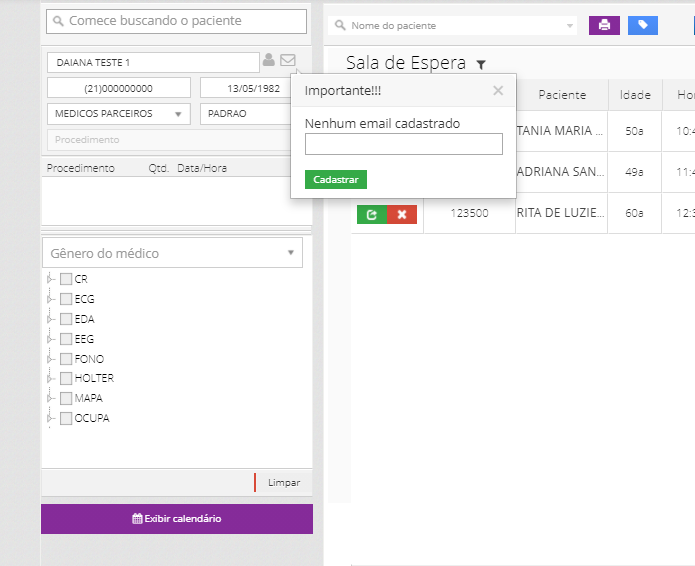 Comece buscando o paciente
DAIANA TESTE 1
(21)000000000
13/05/1982
MEDICOS PARCEIROS
PADRAO
Procedimento
Procedimento Qtd. Data/Hora
Gênero do médico
CR
ECG
EDA
EEG
FONO
HOLTER
MAPA
OCUPA
Limpar
Exibir calendário
Nome do paciente
Sala de Espera
Importante!!!
Nenhum email cadastrado
Cadastrar
Paciente Idade
TANIA MARIA ... 50a 10:4
ADRIANA SAN... 49a 11:4
123500 RITA DE LUZIE... 60a 12:3